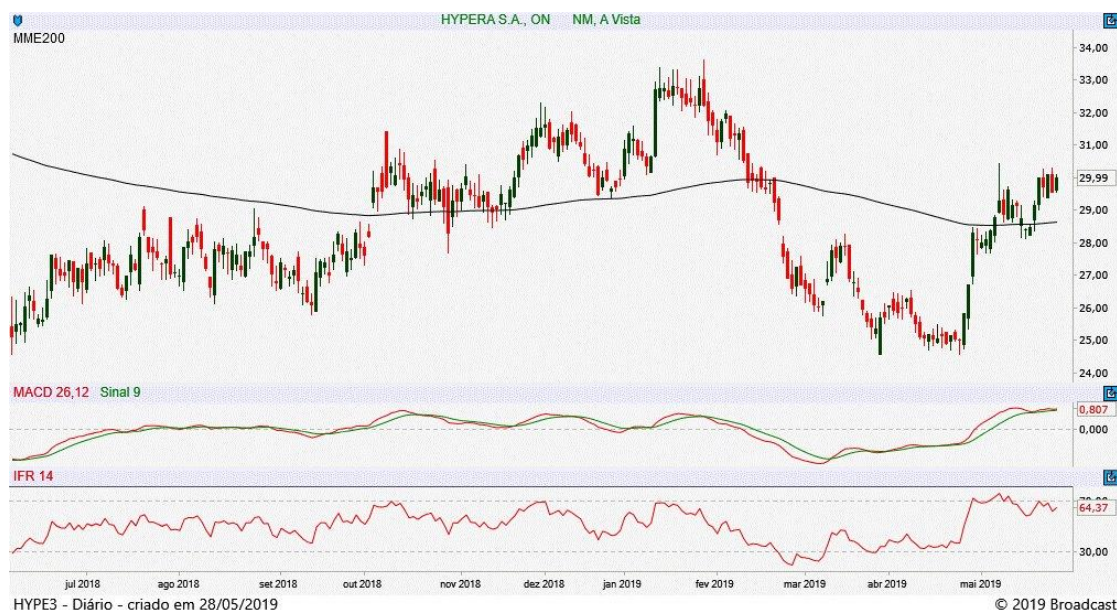 HYPERA S.A., ON NM, A Vista
MME200
34,00
33,00
32,00
31,00
29,99
29,00
28,00
27,00
26,00
25,00
24,00
MACD 26,12 Sinal 9
0,807
0,000
IFR 14
70,00
64,37
30,00
jul 2018 ago 2018 set 2018 out 2018 nov 2018 dez 2018 jan 2019 fev 2019 mar 2019 abr 2019 mai 2019
HYPE3 - Diário - criado em 28/05/2019 © 2019 Broadcast